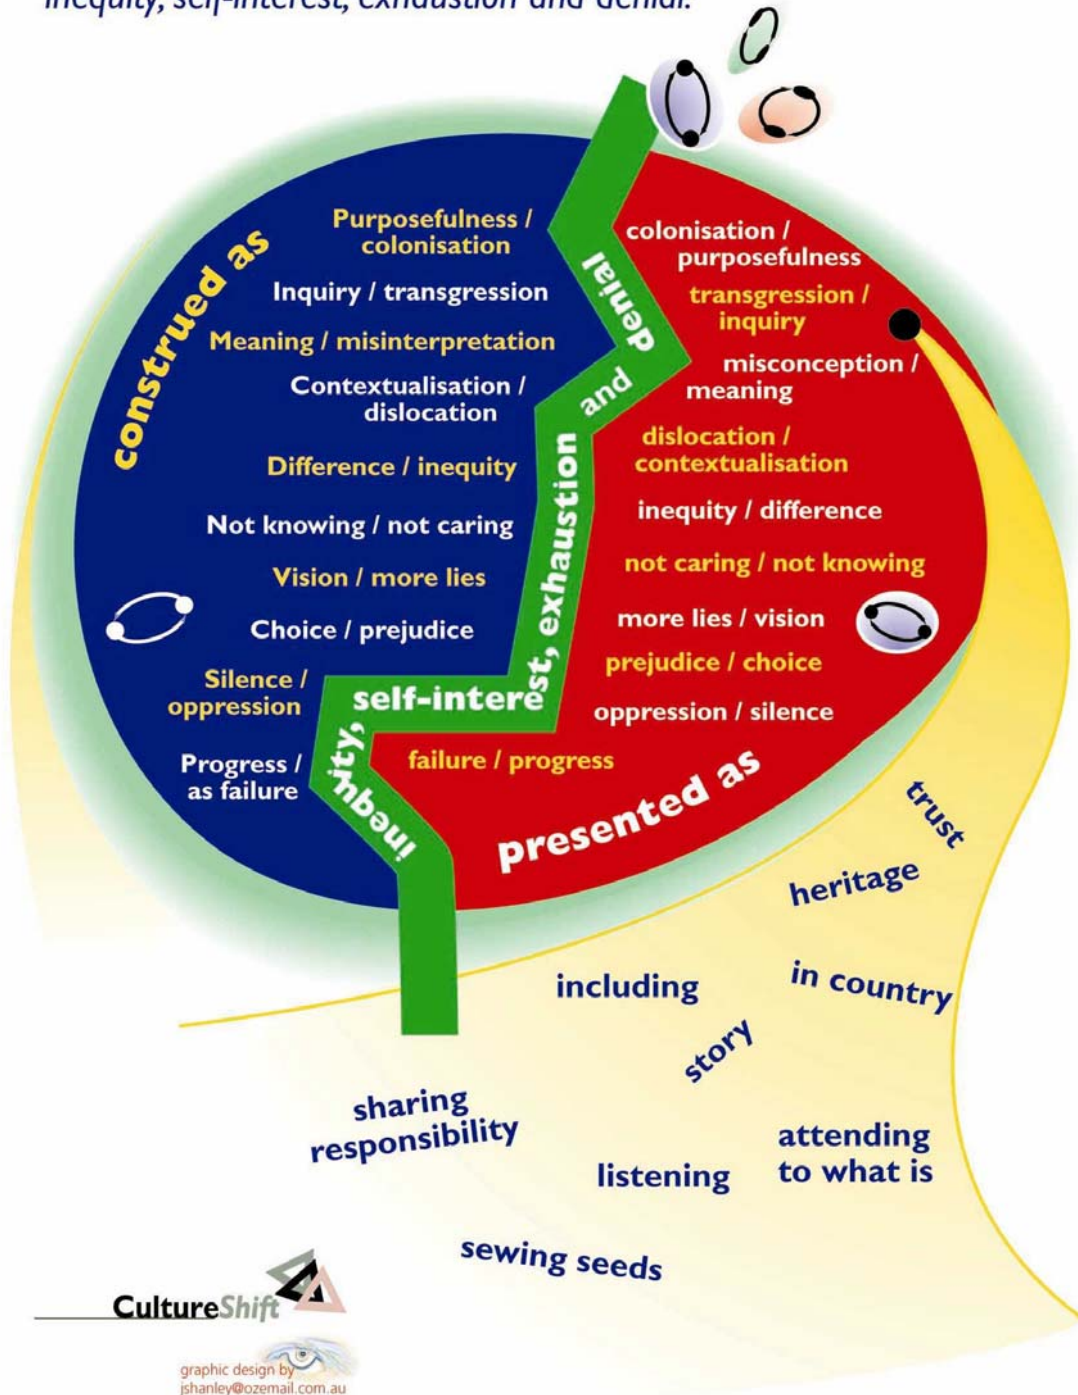 inequity, self-interest, exhaustion and denial.
construed as
Purposefulness /
colonisation
Inquiry / transgression
Meaning / misinterpretation
Contextualisation /
dislocation
Difference / inequity
Not knowing / not caring
Vision / more lies
Choice / prejudice
Silence /
oppression
Progress /
as failure
inequity, self-interest, exhaustion and denial
colonisation /
purposefulness
transgression /
inquiry
misconception /
meaning
dislocation /
contextualisation
inequity / difference
not caring / not knowing
more lies / vision
prejudice / choice
oppression / silence
failure / progress
presented as
trust
heritage
in country
including
story
sharing
responsibility
attending
to what is
listening
sewing seeds
CultureShift
graphic design by
jshanley@ozemail.com.au